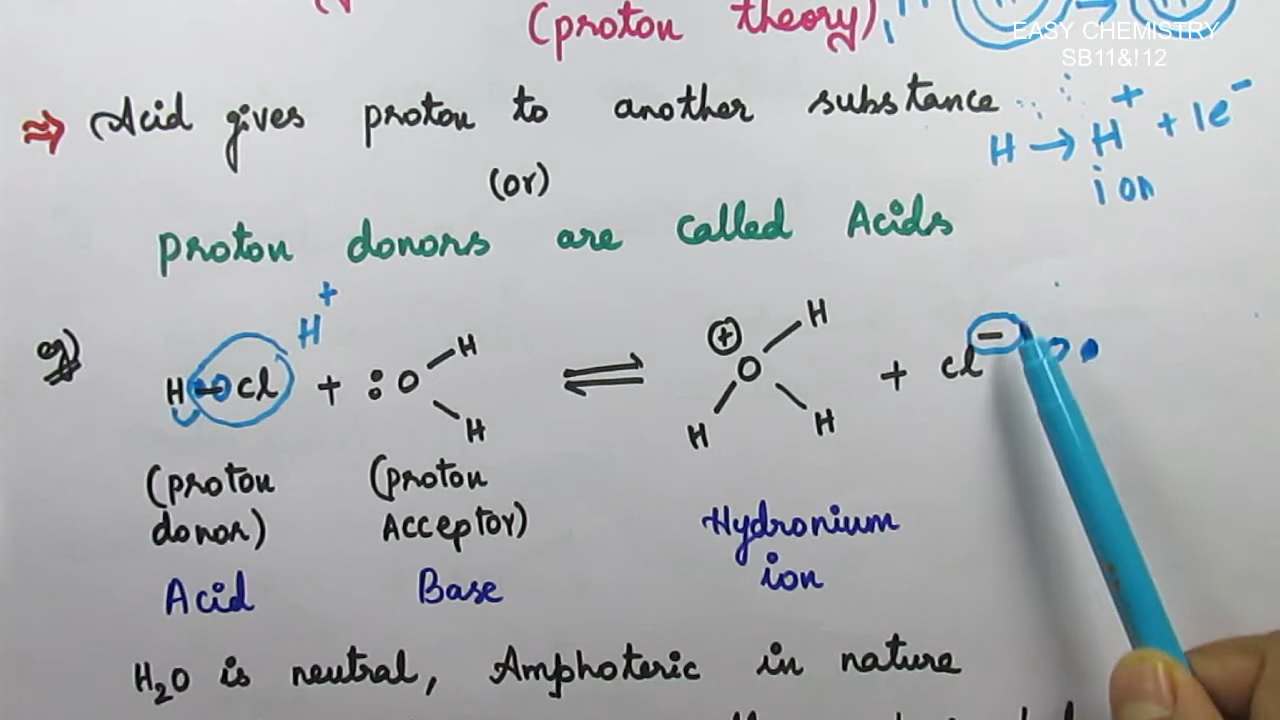 (proton theory)
EASY CHEMISTRY
SB11&!12
⇒ Acid gives proton to another substance
H → H⁺ + 1e⁻
ion
(or)
proton donors are called Acids
H⁺
eg) H–Cl + :O H H ⇌ ⊕ O H H H + Cl⁻
(proton donor) (proton Acceptor) Hydronium ion
Acid Base
H₂O is neutral, Amphoteric in nature